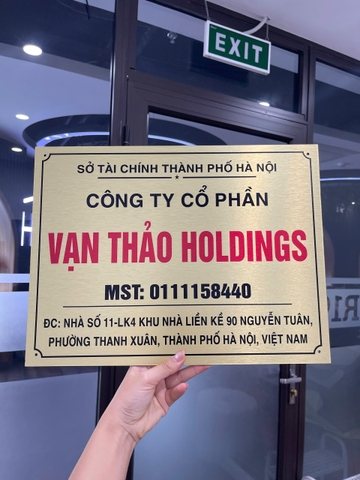 EXIT
SỞ TÀI CHÍNH THÀNH PHỐ HÀ NỘI
CÔNG TY CỔ PHẦN
VẠN THẢO HOLDINGS
MST: 0111158440
ĐC: NHÀ SỐ 11-LK4 KHU NHÀ LIỀN KỀ 90 NGUYỄN TUÂN,
PHƯỜNG THANH XUÂN, THÀNH PHỐ HÀ NỘI, VIỆT NAM